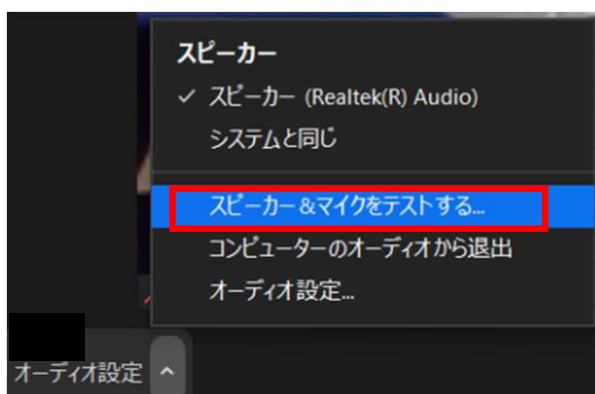 スピーカー
✓ スピーカー (Realtek(R) Audio)
システムと同じ
スピーカー&マイクをテストする...
コンピューターのオーディオから退出
オーディオ設定...
オーディオ設定 ^